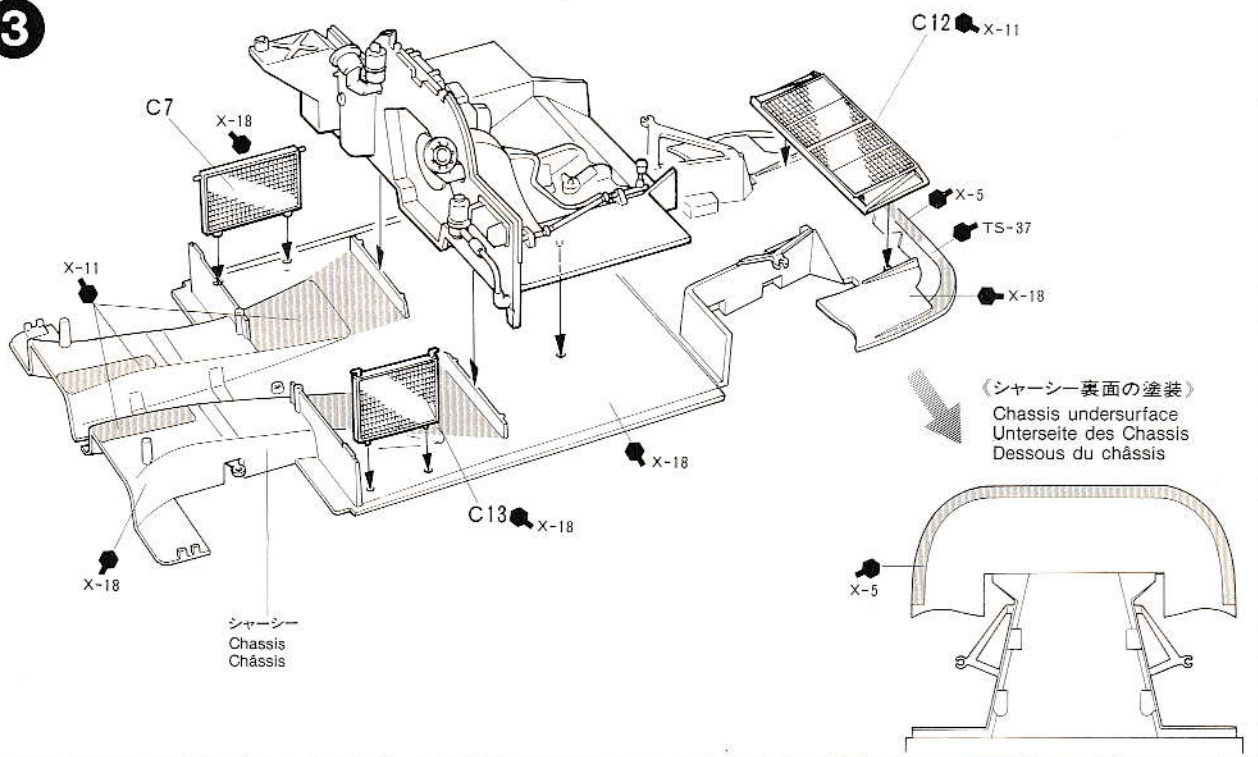 3
C12 X-11
C7
X-18
X-5
TS-37
X-11
X-18
《シャーシー裏面の塗装》
Chassis undersurface
Unterseite des Chassis
Dessous du châssis
X-18
C13 X-18
X-18
X-5
シャーシー
Chassis
Châssis